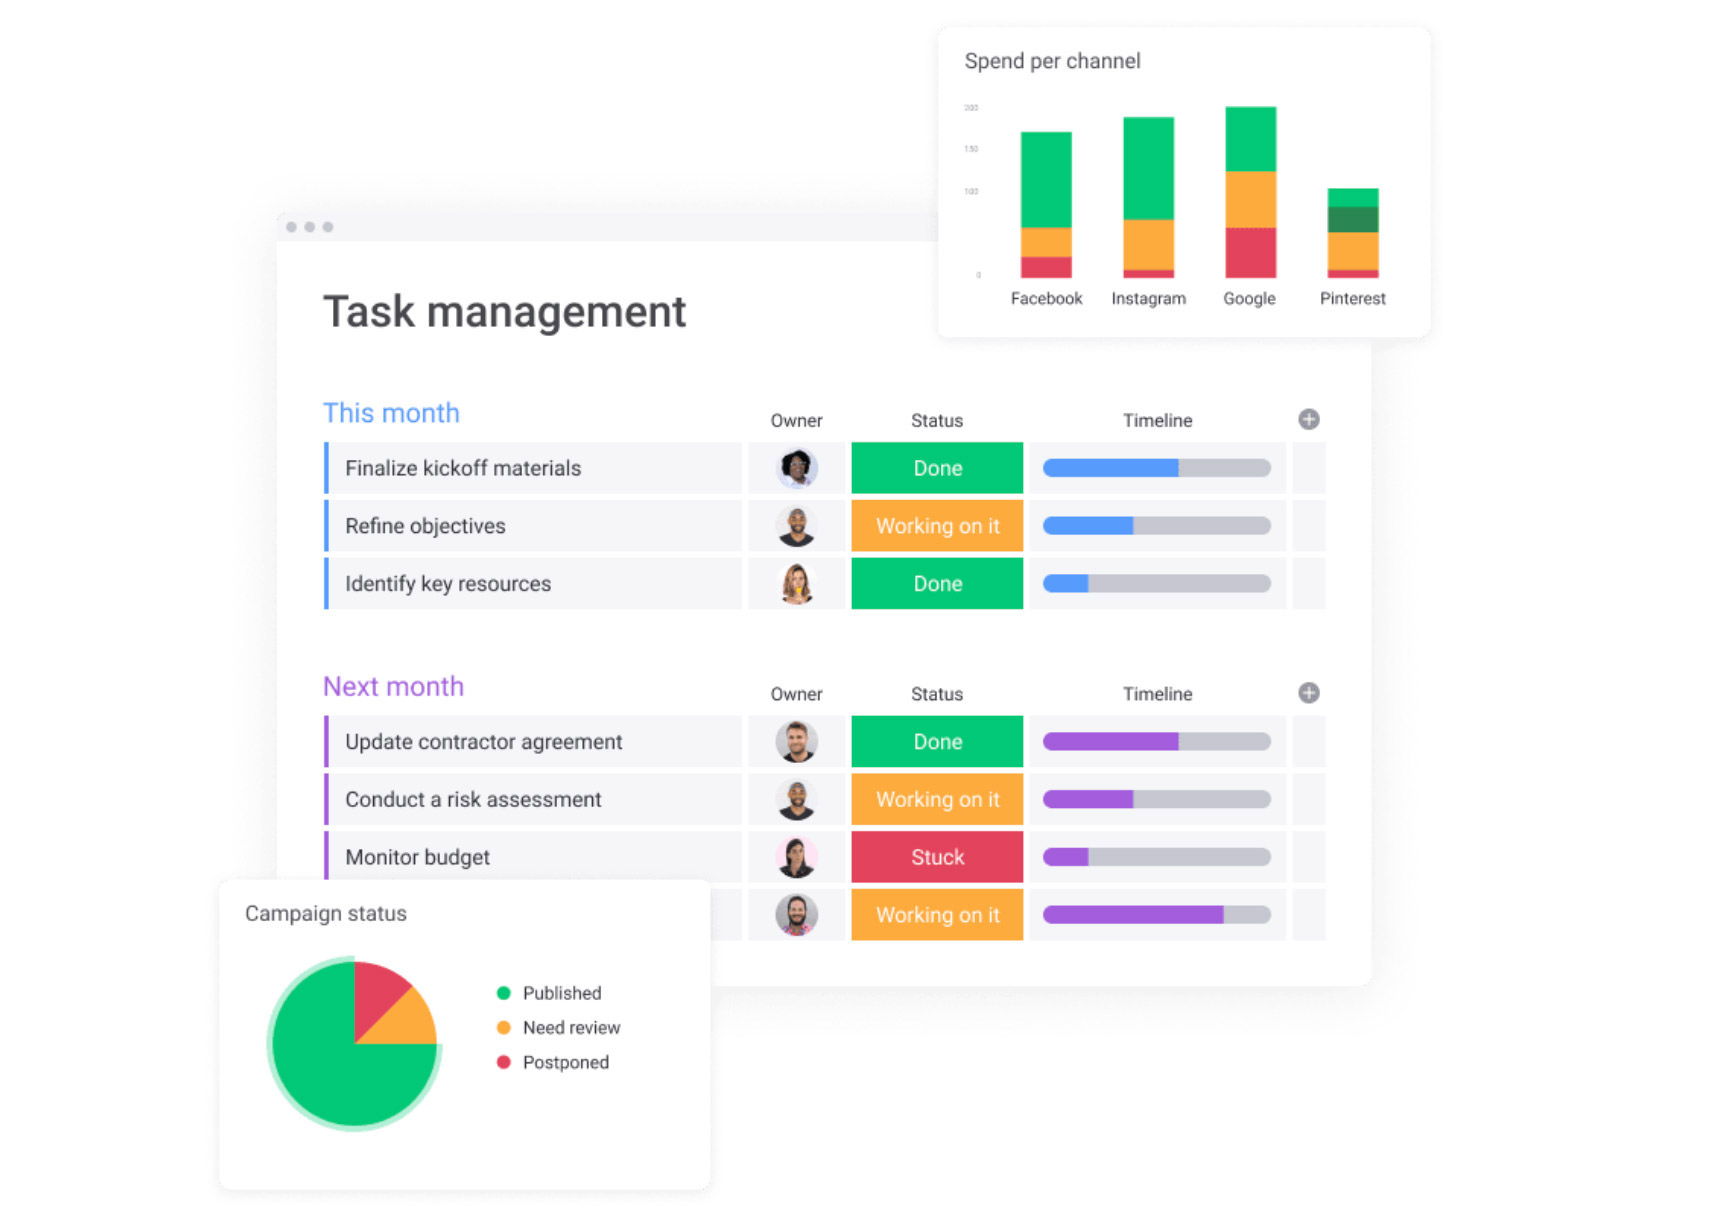 Spend per channel
200
150
100
0
Facebook Instagram Google Pinterest
Task management
This month Owner Status Timeline
Finalize kickoff materials Done
Refine objectives Working on it
Identify key resources Done
Next month Owner Status Timeline
Update contractor agreement Done
Conduct a risk assessment Working on it
Monitor budget Stuck
Working on it
Campaign status
Published
Need review
Postponed